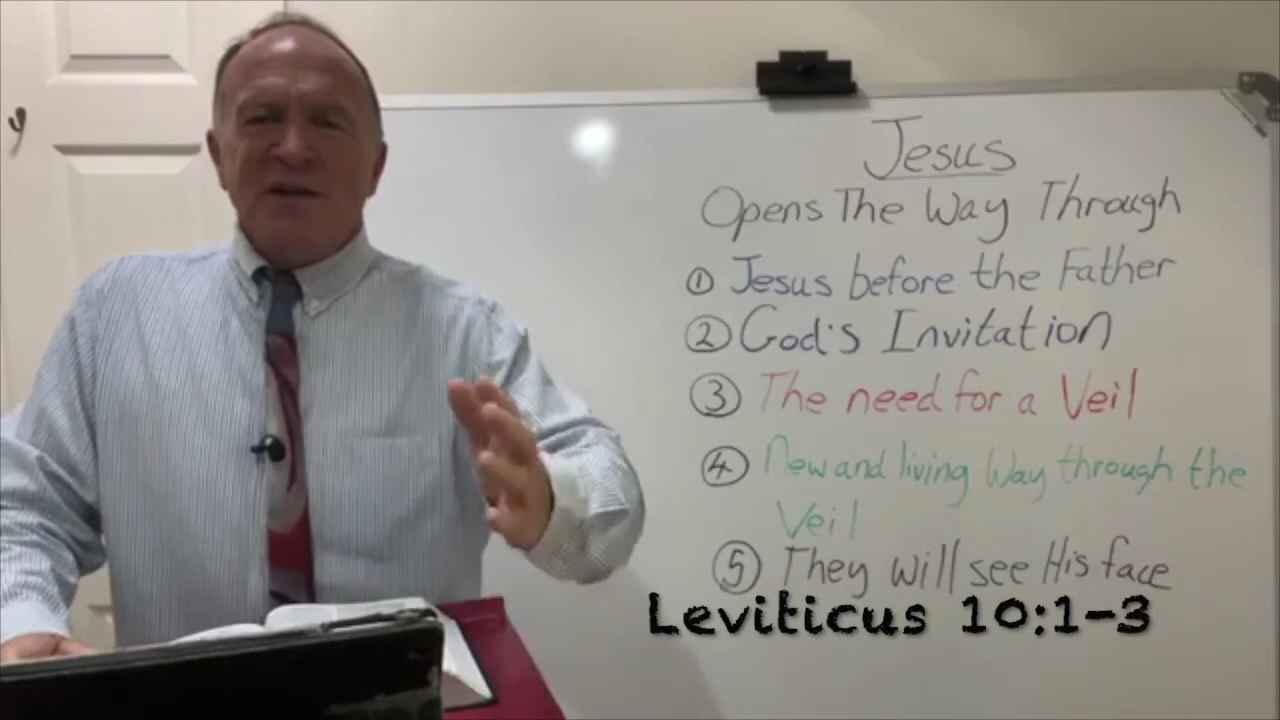 Jesus
Opens The Way Through
① Jesus before the Father
② God's Invitation
③ The need for a Veil
④ New and living Way through the
Veil
⑤ They will see His face
Leviticus 10:1-3